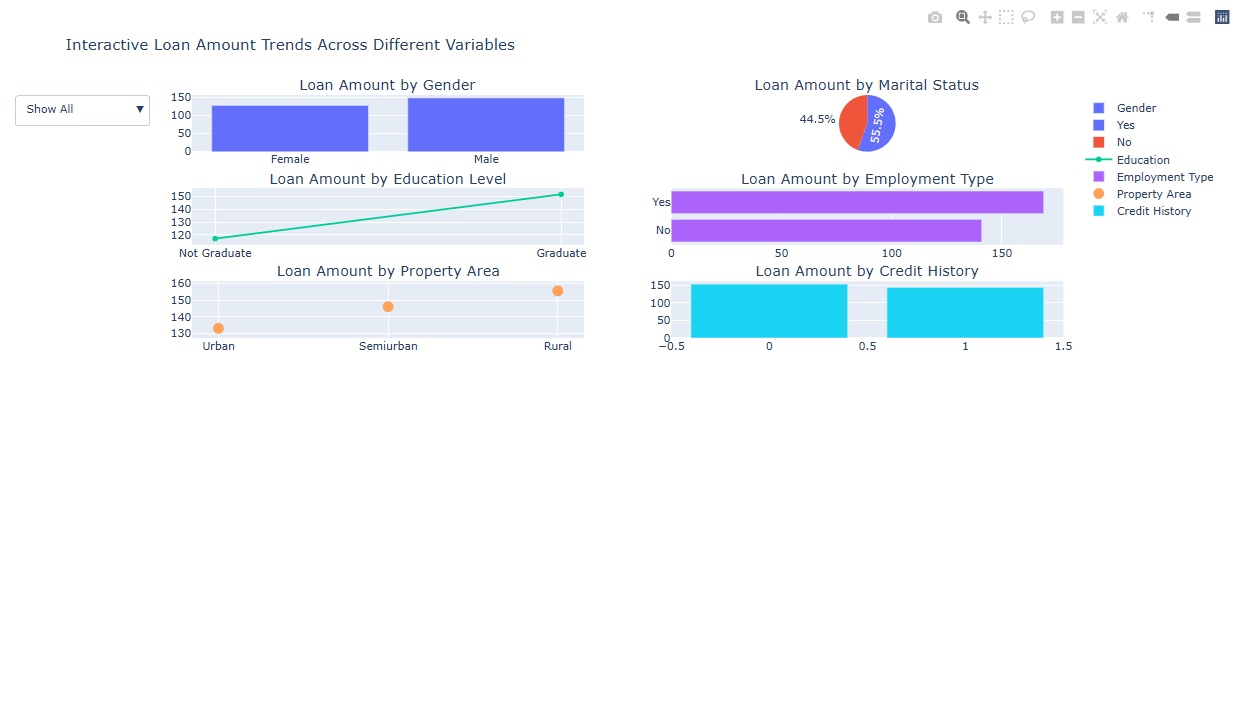 Interactive Loan Amount Trends Across Different Variables
Show All ▼
Loan Amount by Gender
150
100
50
0
Female Male
Loan Amount by Marital Status
44.5%
55.5%
Loan Amount by Education Level
150
140
130
120
Not Graduate Graduate
Loan Amount by Employment Type
Yes
No
0 50 100 150
Loan Amount by Property Area
160
150
140
130
Urban Semiurban Rural
Loan Amount by Credit History
150
100
50
0
−0.5 0 0.5 1 1.5
Gender
Yes
No
Education
Employment Type
Property Area
Credit History